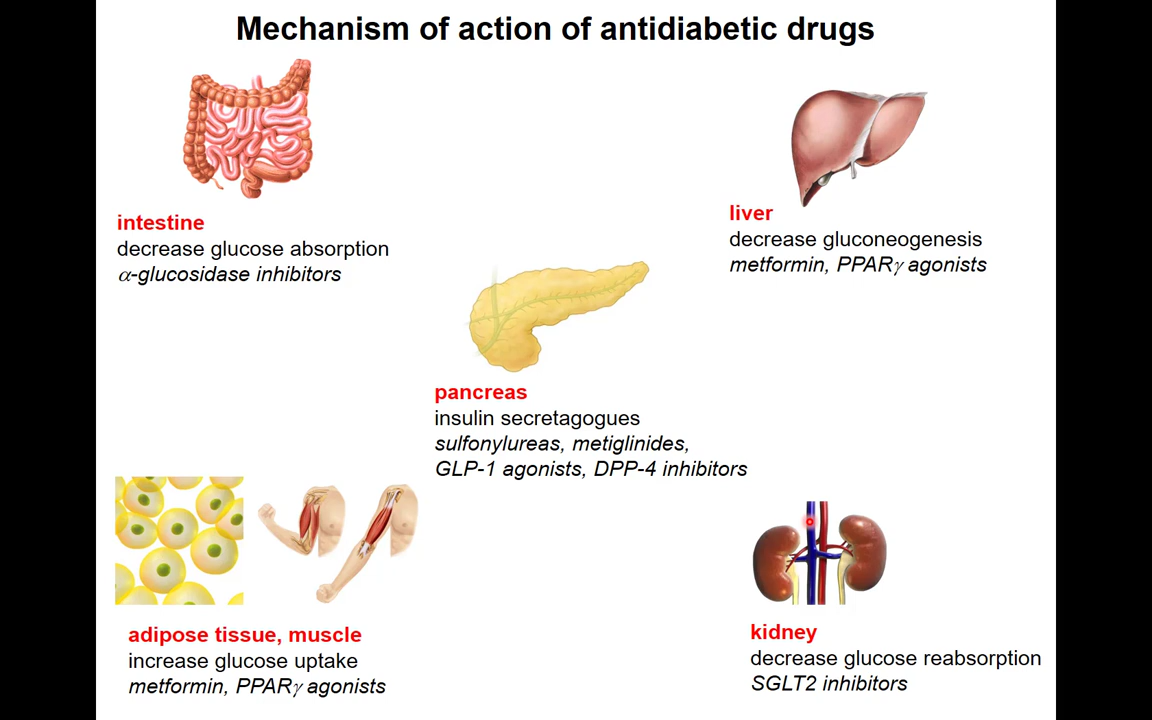 Mechanism of action of antidiabetic drugs
intestine
decrease glucose absorption
α-glucosidase inhibitors
liver
decrease gluconeogenesis
metformin, PPARγ agonists
pancreas
insulin secretagogues
sulfonylureas, metiglinides,
GLP-1 agonists, DPP-4 inhibitors
adipose tissue, muscle
increase glucose uptake
metformin, PPARγ agonists
kidney
decrease glucose reabsorption
SGLT2 inhibitors